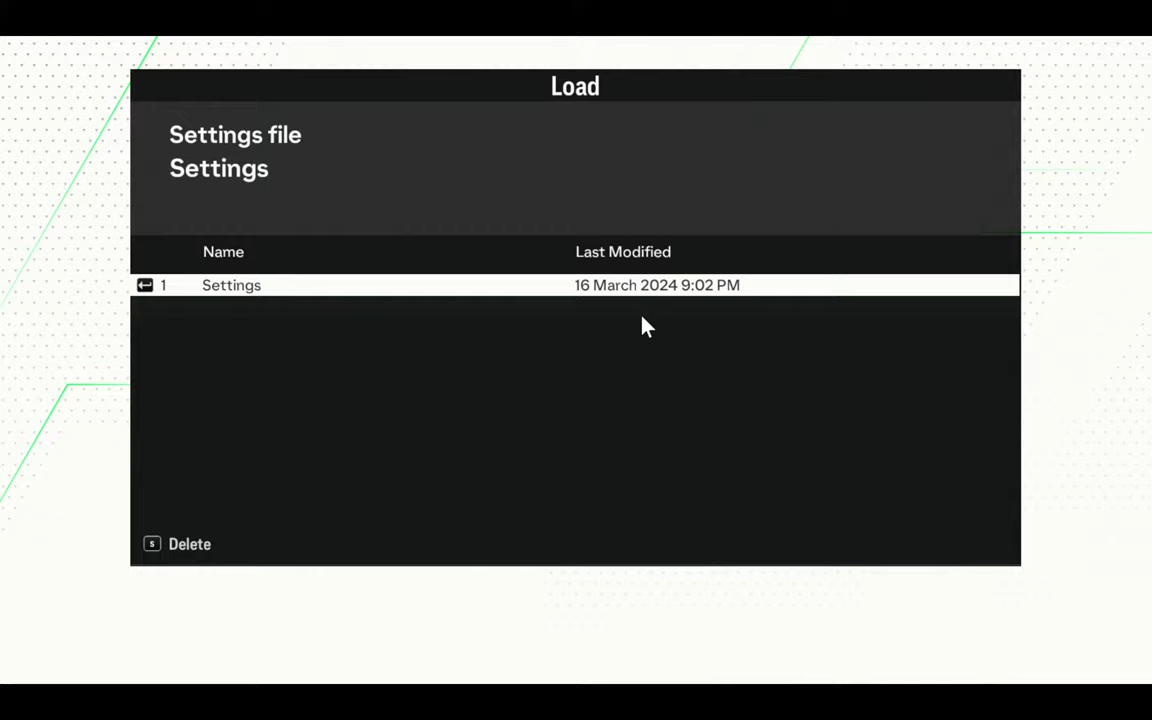 Load
Settings file
Settings
Name Last Modified
1 Settings 16 March 2024 9:02 PM
S Delete